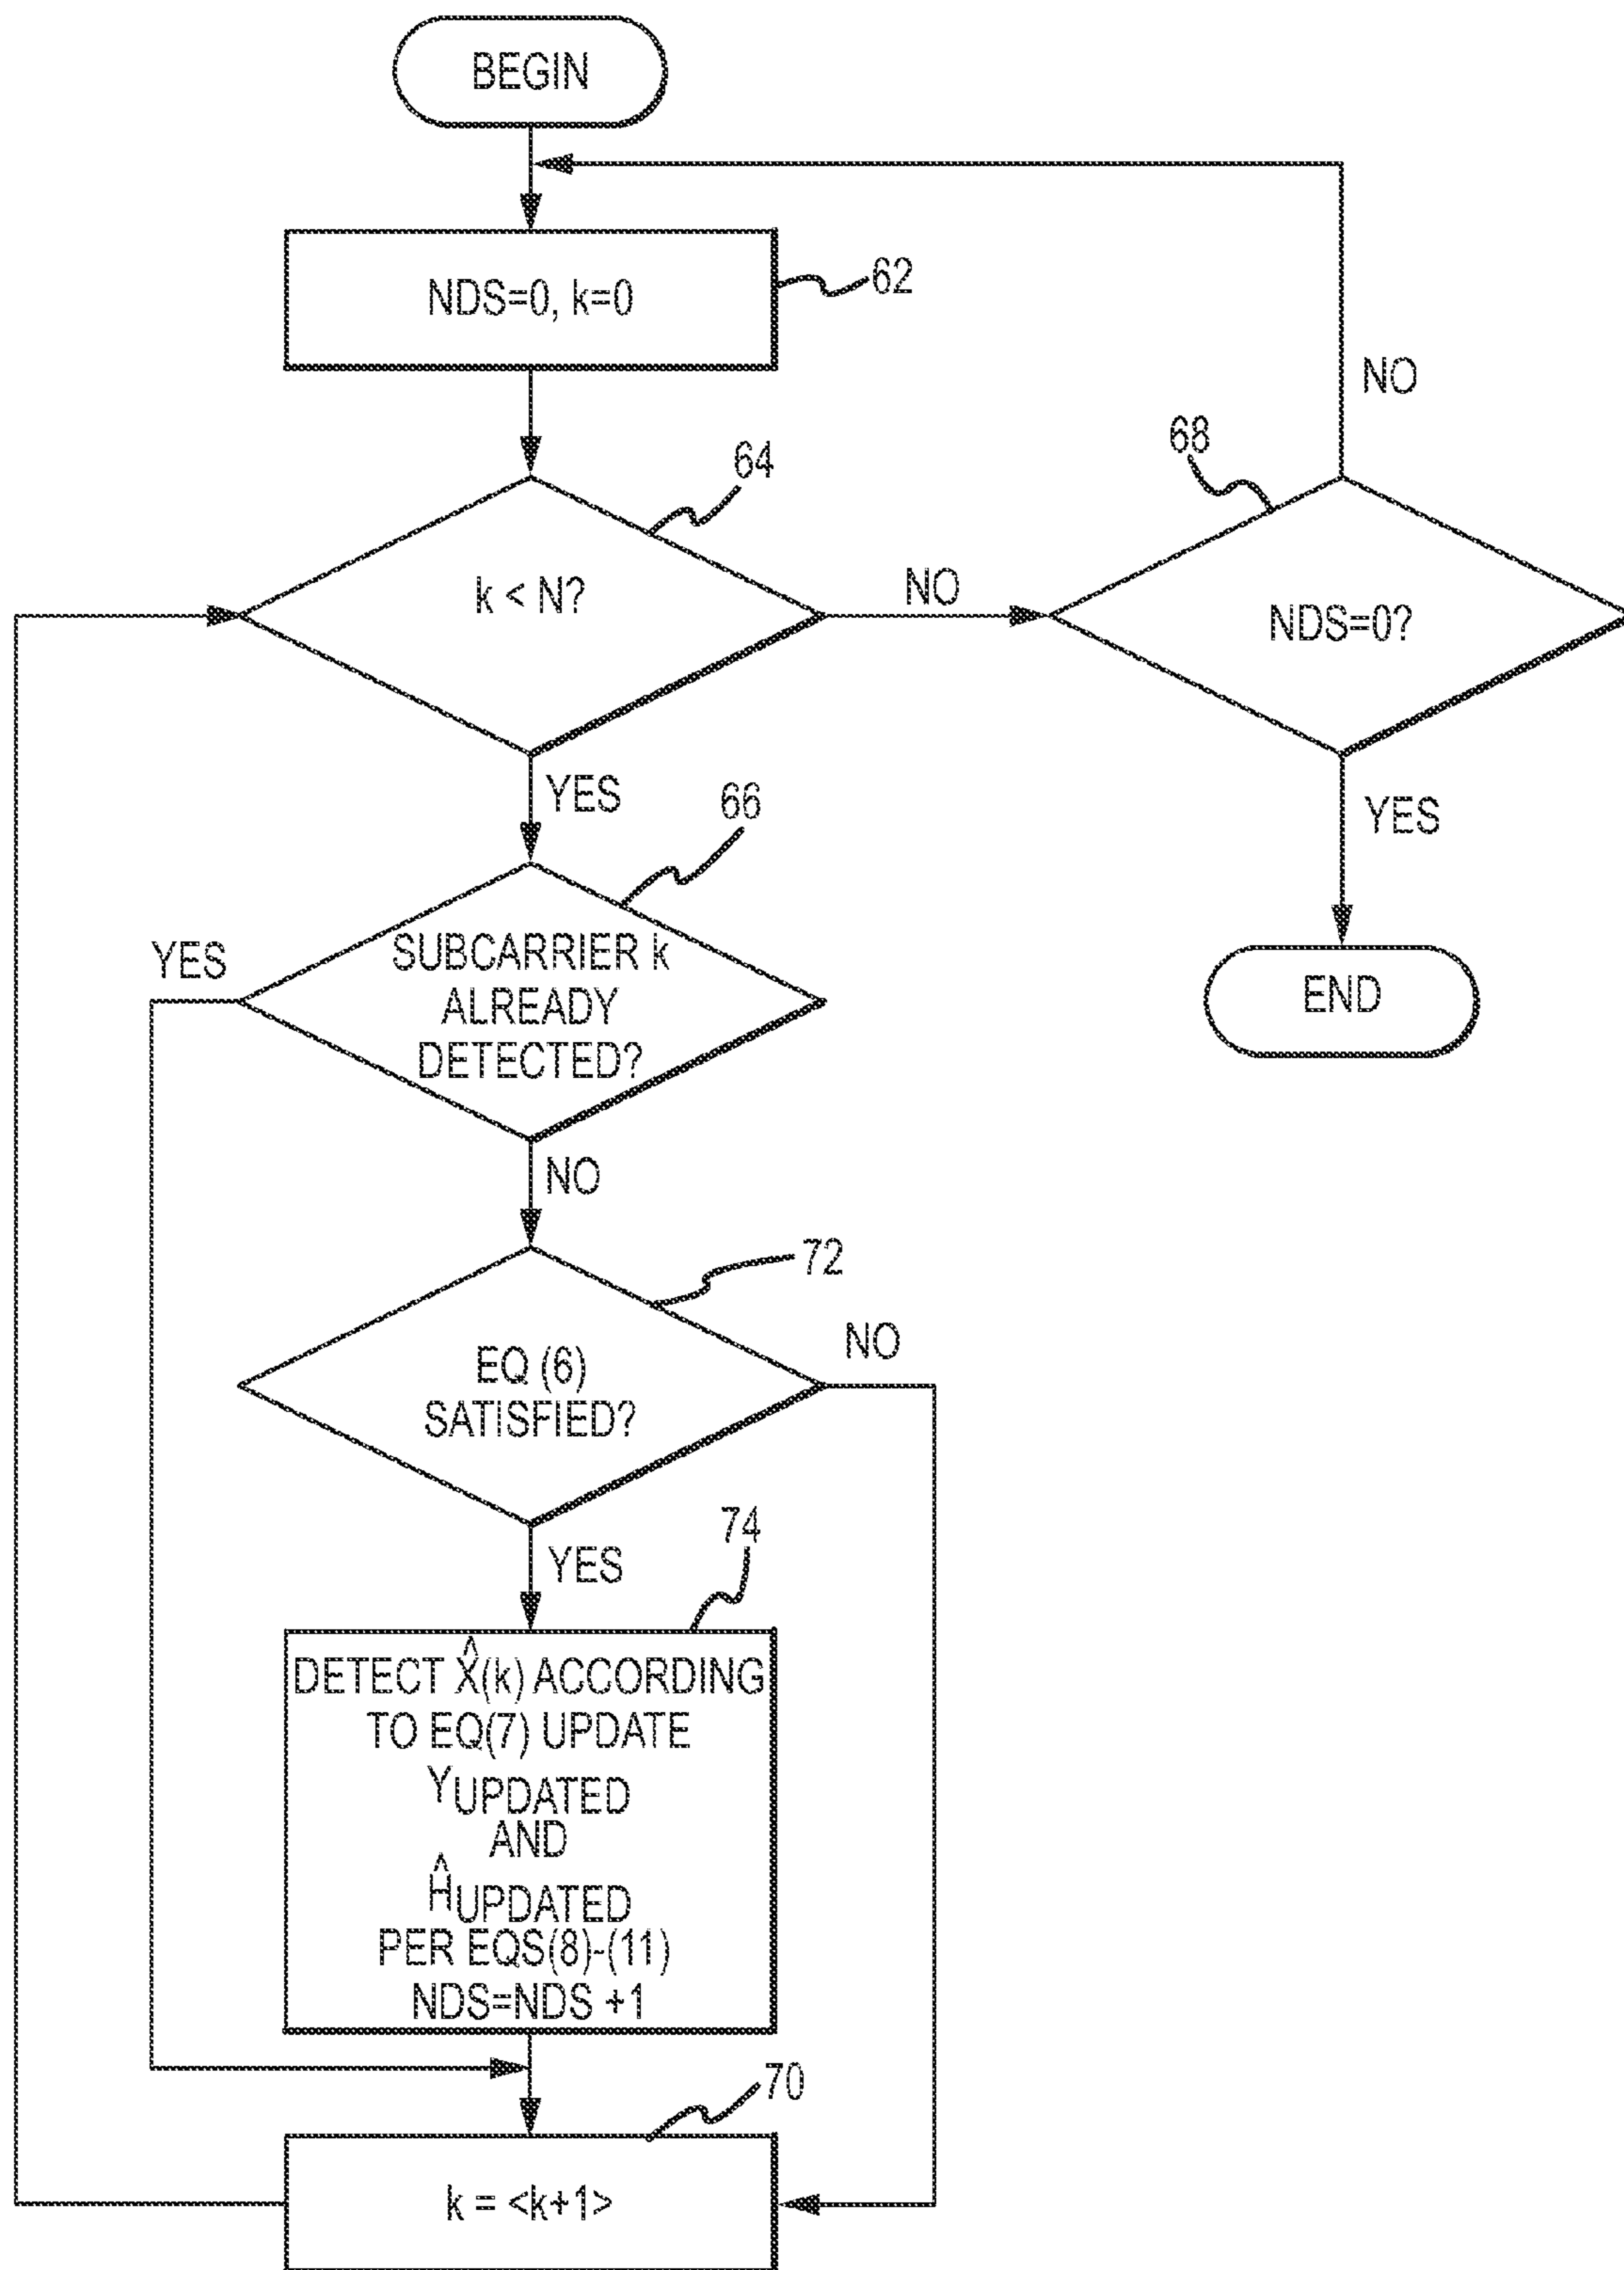 BEGIN
NDS=0, k=0
62
NO
64
68
k < N?
NO
NDS=0?
YES
66
YES
YES
SUBCARRIER k
ALREADY
DETECTED?
END
NO
72
NO
EQ (6)
SATISFIED?
74
YES
DETECT X̂(k) ACCORDING
TO EQ(7) UPDATE
YUPDATED
AND
ĤUPDATED
PER EQS(8)-(11)
NDS=NDS +1
70
k = <k+1>